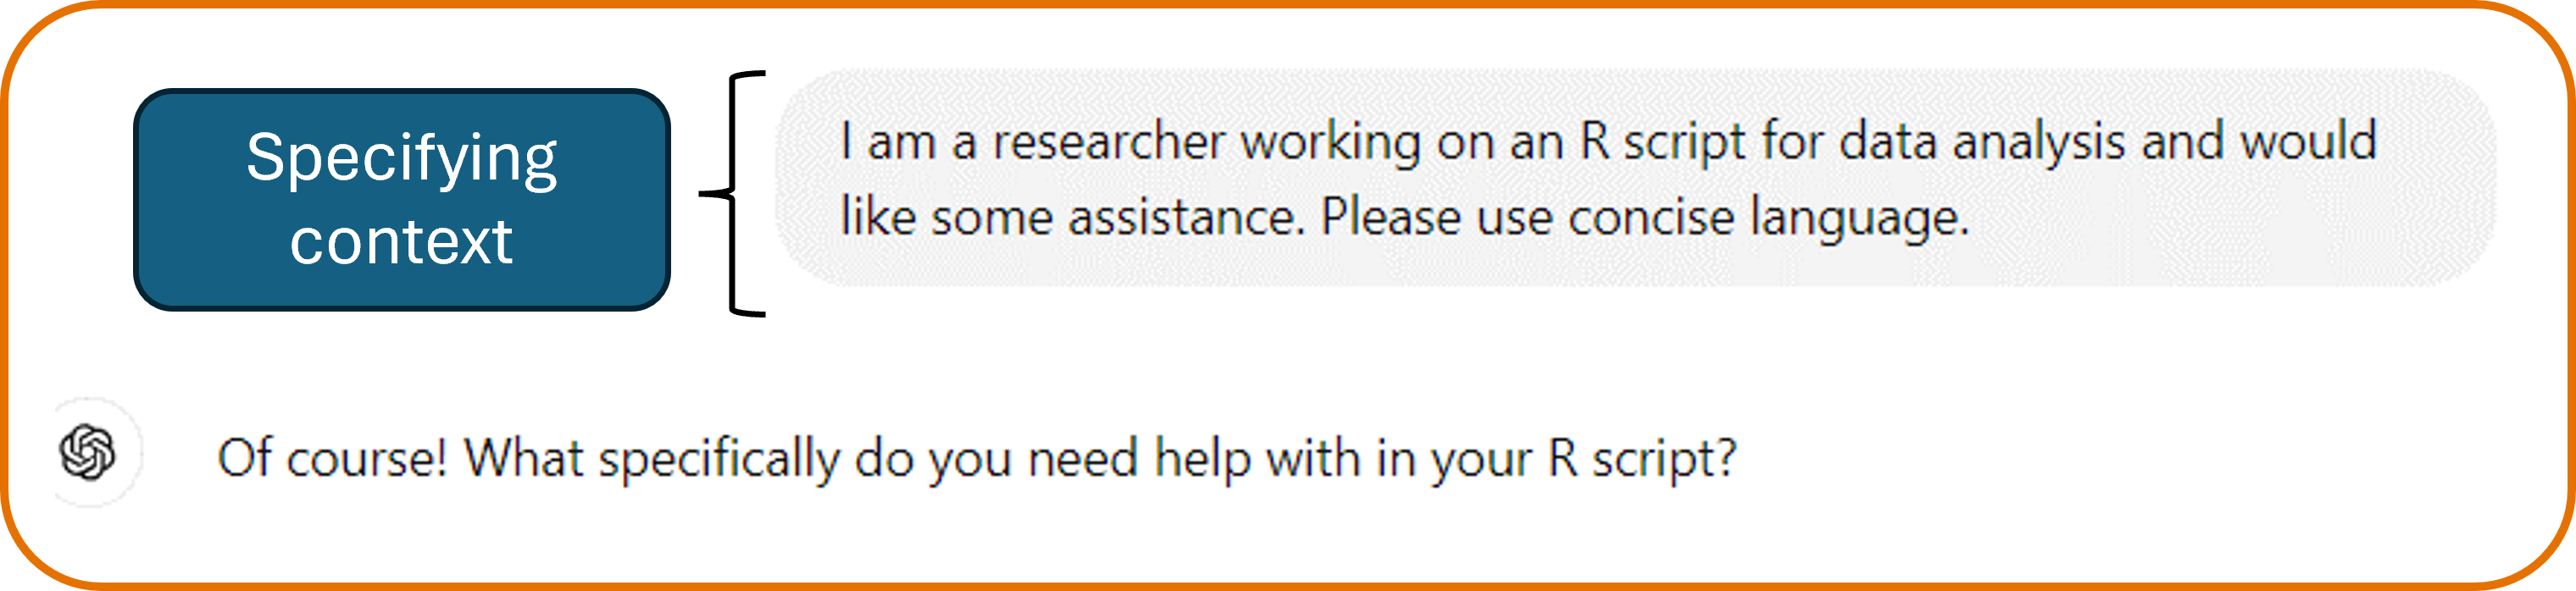 Specifying
context
I am a researcher working on an R script for data analysis and would
like some assistance. Please use concise language.
Of course! What specifically do you need help with in your R script?